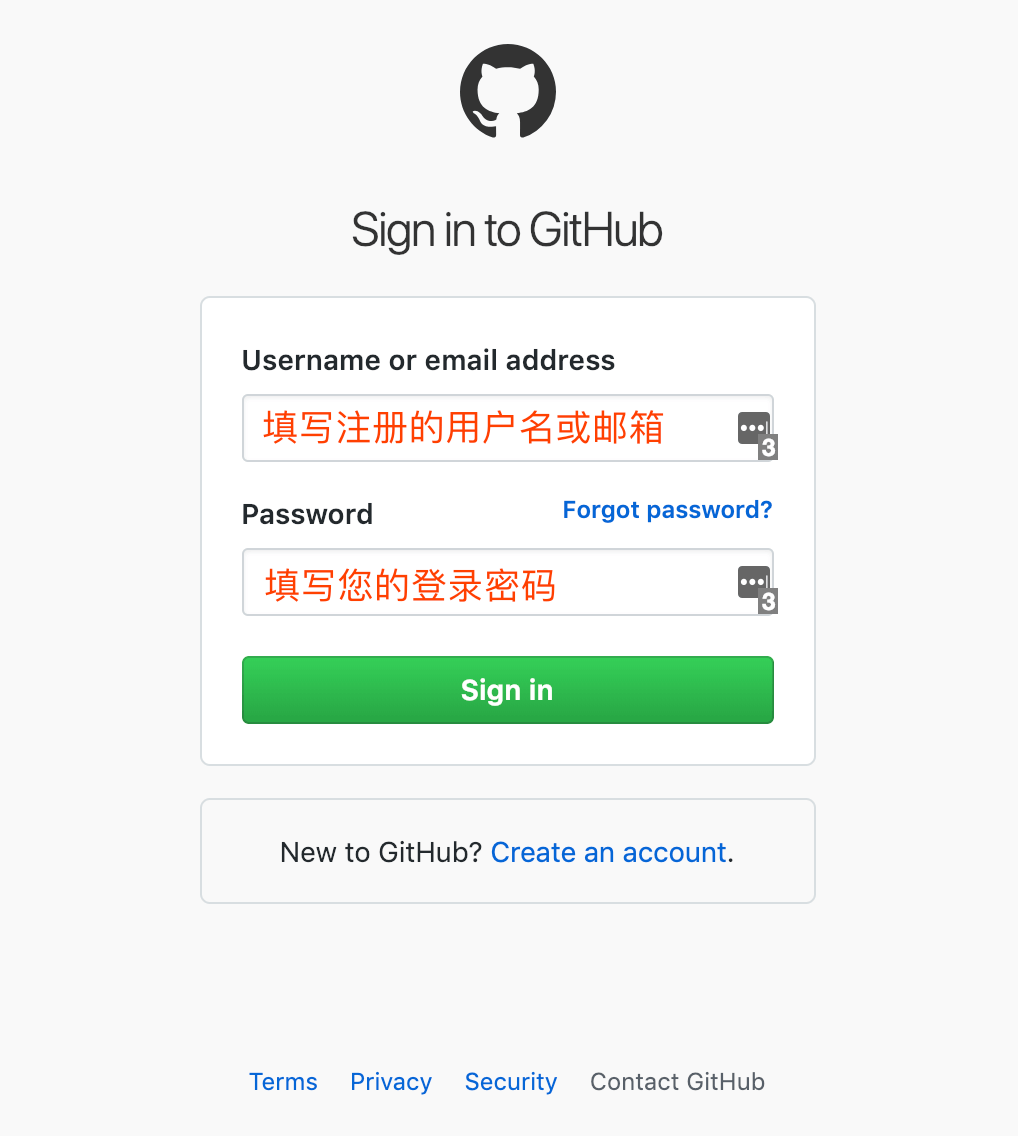 Sign in to GitHub
Username or email address
填写注册的用户名或邮箱
3
Password Forgot password?
填写您的登录密码
3
Sign in
New to GitHub? Create an account.
Terms Privacy Security Contact GitHub